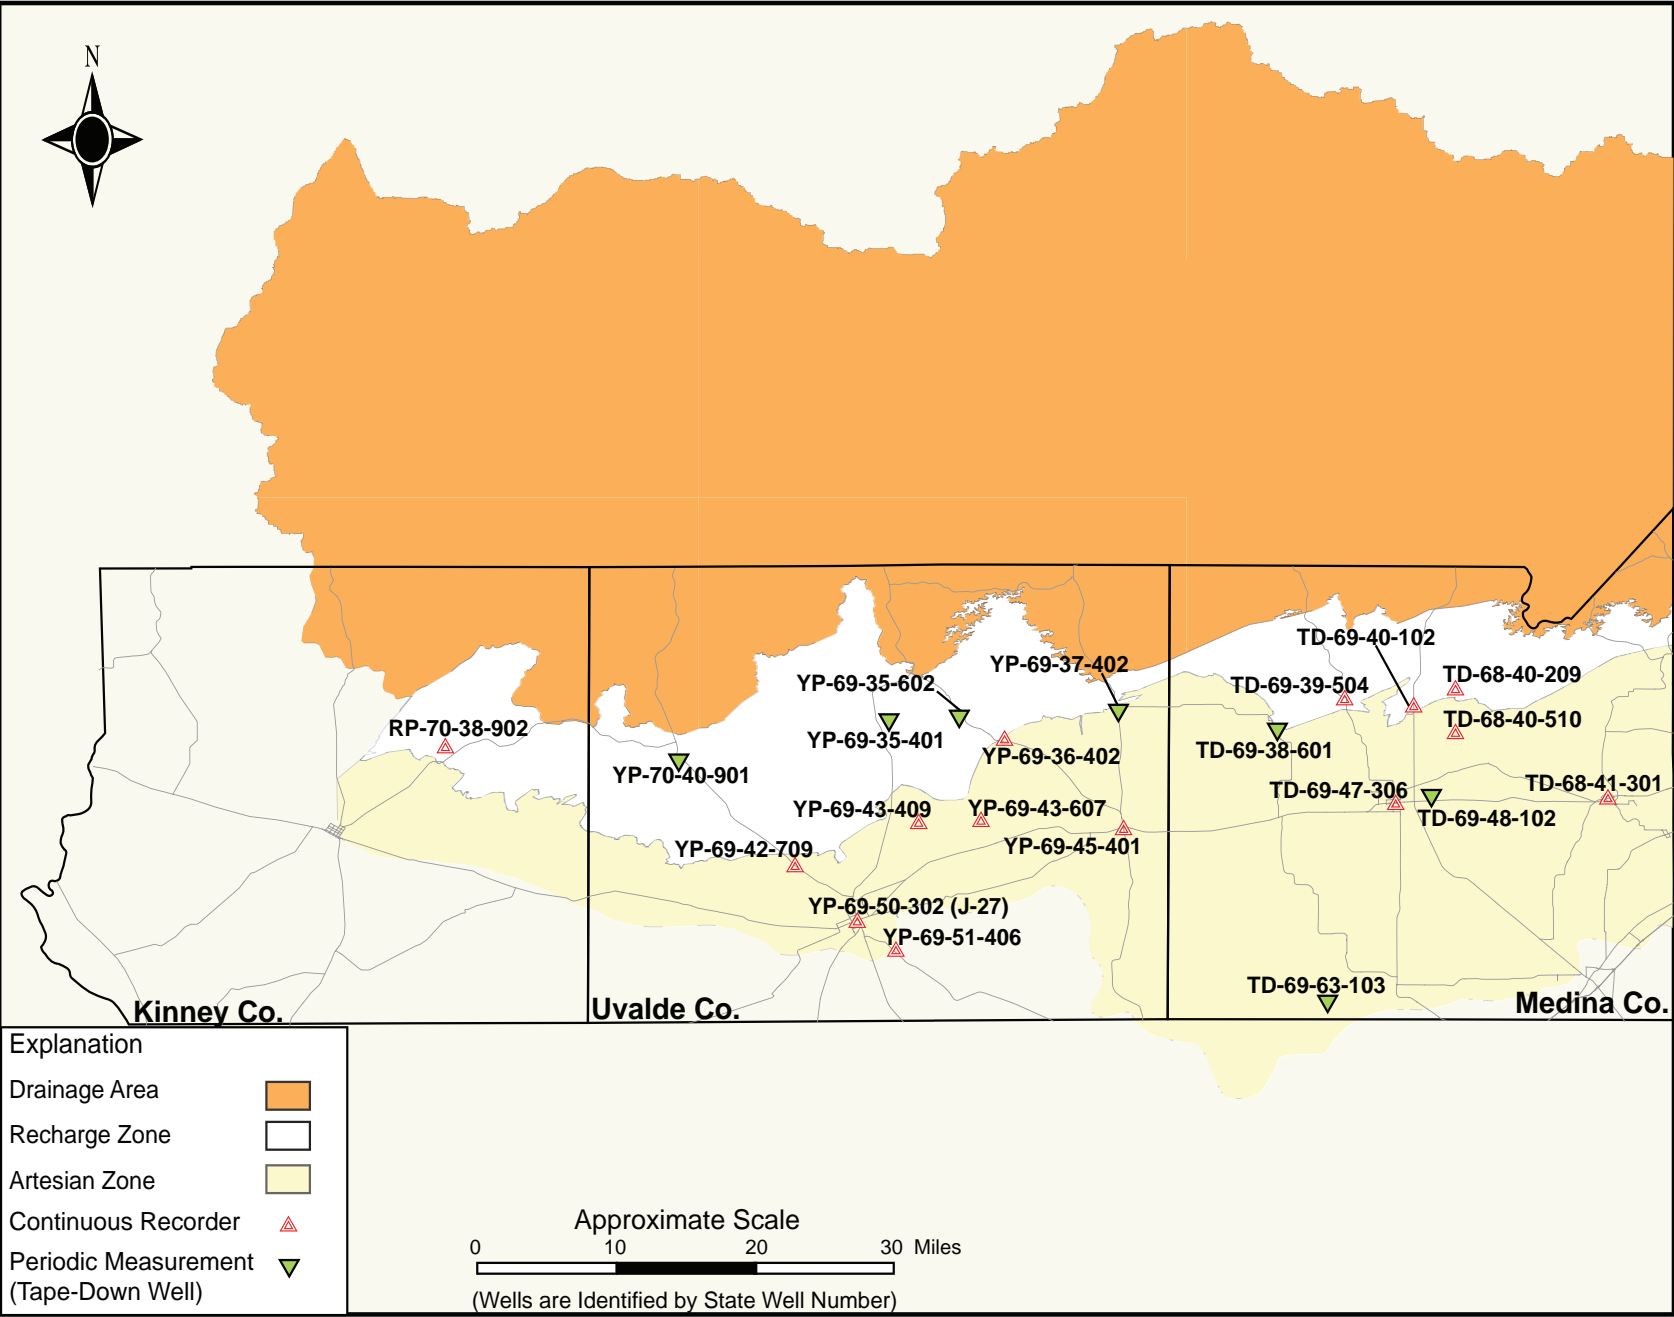 N
TD-69-40-102
YP-69-37-402
TD-68-40-209
YP-69-35-602
TD-69-39-504
TD-68-40-510
RP-70-38-902
YP-69-35-401
TD-69-38-601
YP-69-36-402
YP-70-40-901
TD-68-41-301
TD-69-47-306
YP-69-43-409
YP-69-43-607
TD-69-48-102
YP-69-42-709
YP-69-45-401
YP-69-50-302 (J-27)
YP-69-51-406
TD-69-63-103
Kinney Co.
Uvalde Co.
Medina Co.
Explanation
Drainage Area
Recharge Zone
Artesian Zone
Continuous Recorder
Periodic Measurement
(Tape-Down Well)
Approximate Scale
0 10 20 30 Miles
(Wells are Identified by State Well Number)